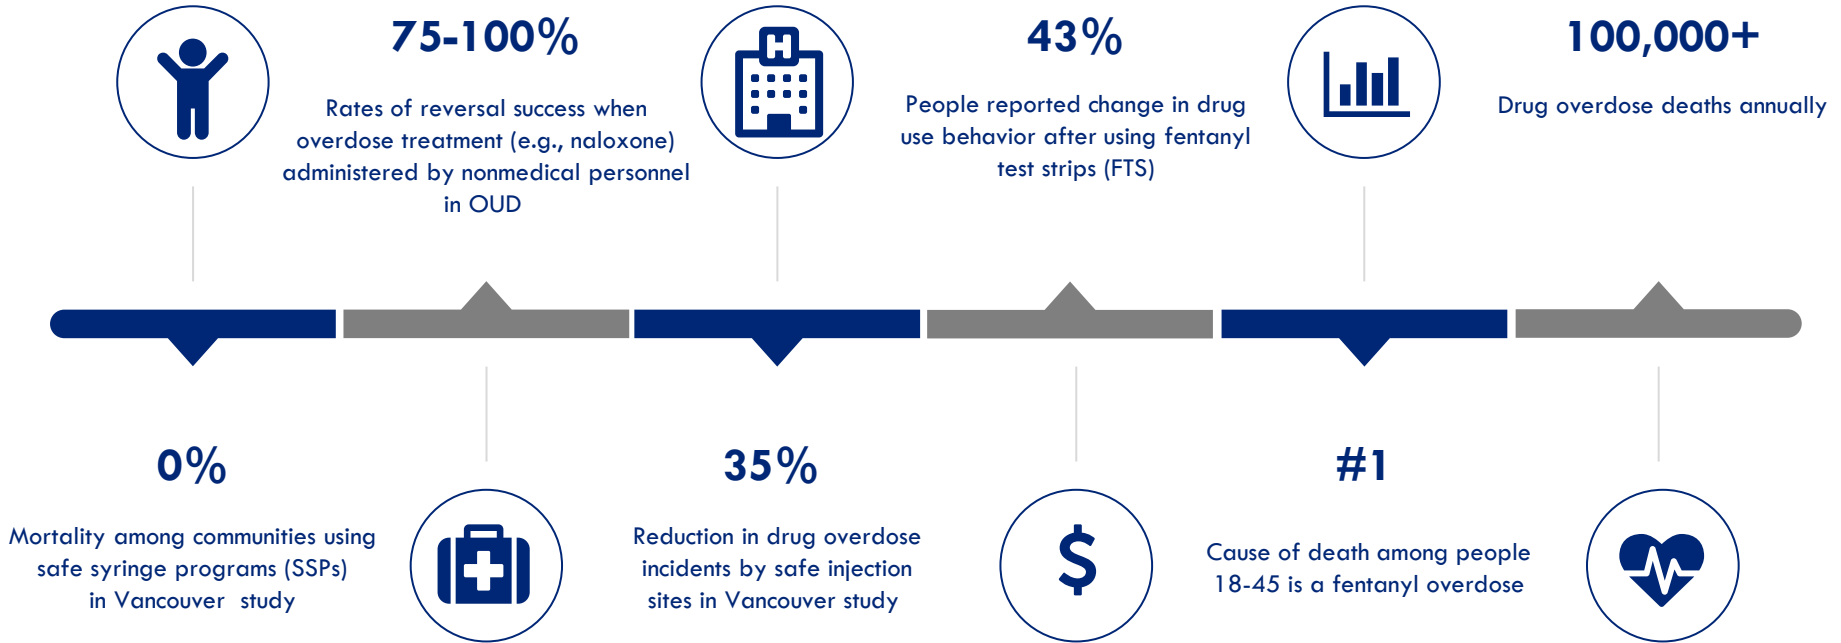 75-100%
Rates of reversal success when
overdose treatment (e.g., naloxone)
administered by nonmedical personnel
in OUD
43%
People reported change in drug
use behavior after using fentanyl
test strips (FTS)
100,000+
Drug overdose deaths annually
0%
Mortality among communities using
safe syringe programs (SSPs)
in Vancouver study
35%
Reduction in drug overdose
incidents by safe injection
sites in Vancouver study
#1
Cause of death among people
18-45 is a fentanyl overdose
H
$